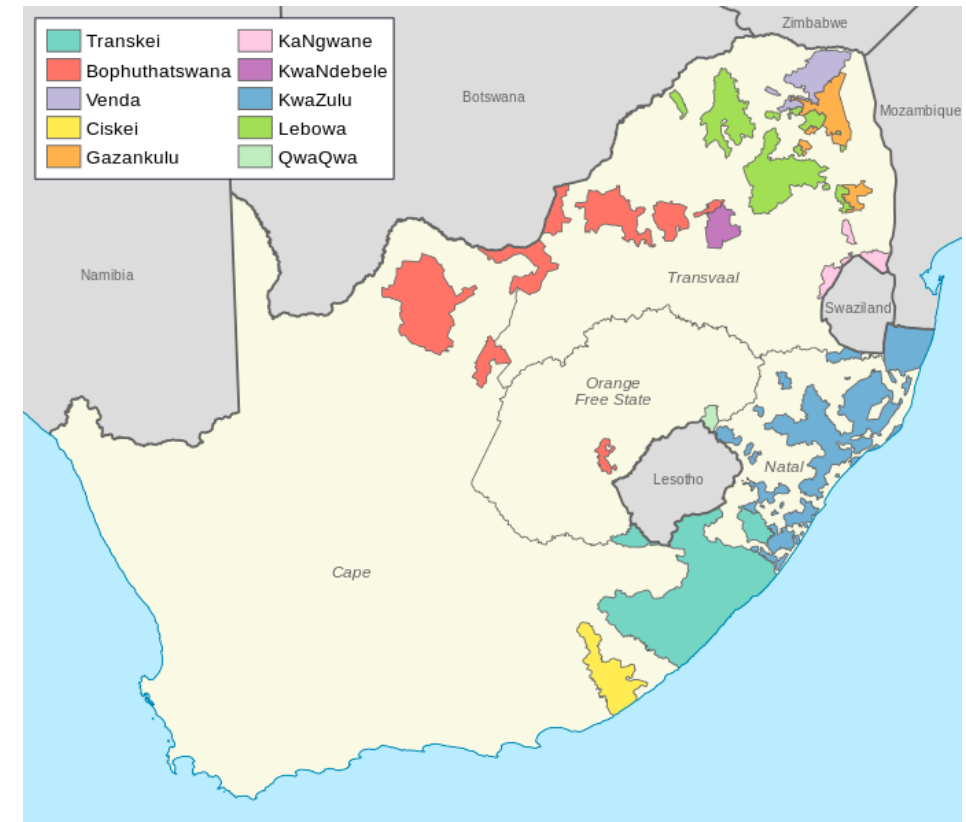 Transkei
Bophuthatswana
Venda
Ciskei
Gazankulu
KaNgwane
KwaNdebele
KwaZulu
Lebowa
QwaQwa
Zimbabwe
Botswana
Mozambique
Namibia
Transvaal
Swaziland
Orange
Free State
Natal
Lesotho
Cape